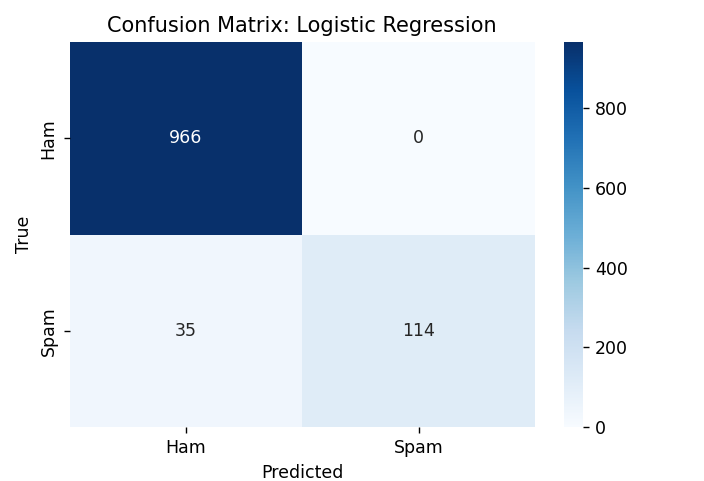 Confusion Matrix: Logistic Regression
Ham
966
0
800
600
True
400
Spam
35
114
200
0
Ham
Spam
Predicted